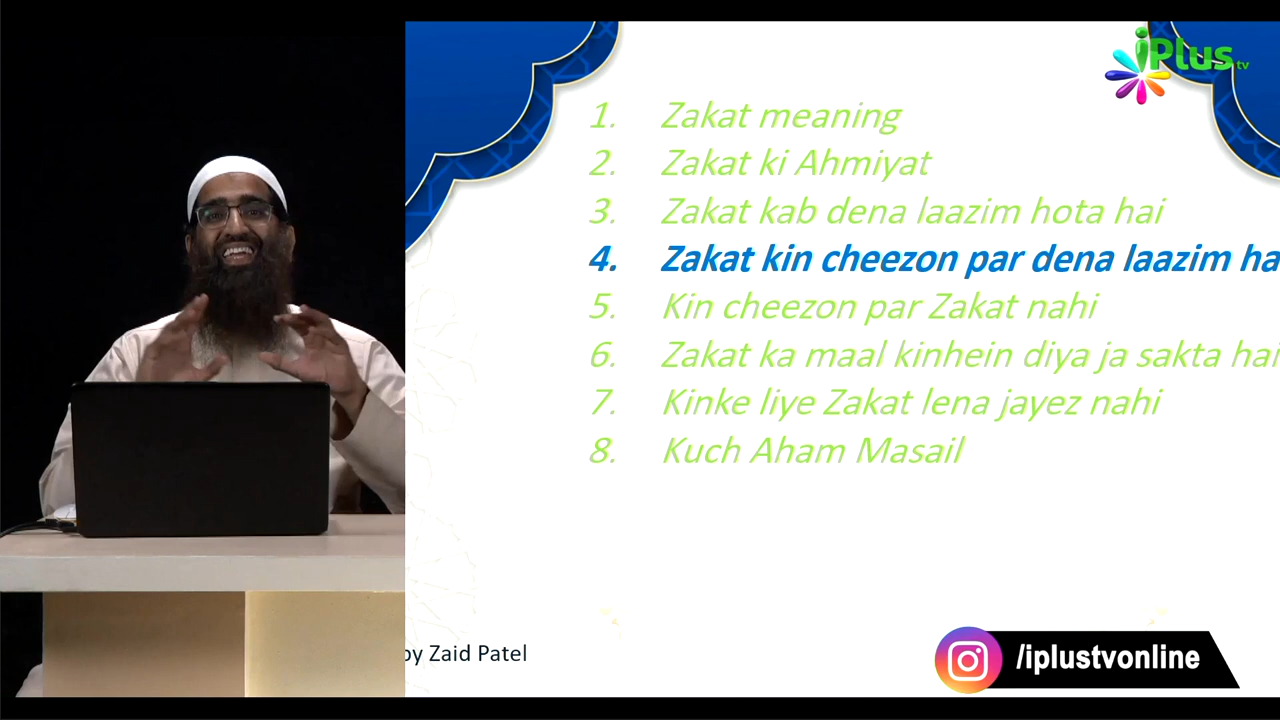 iPlus tv
1. Zakat meaning
2. Zakat ki Ahmiyat
3. Zakat kab dena laazim hota hai
4. Zakat kin cheezon par dena laazim ha
5. Kin cheezon par Zakat nahi
6. Zakat ka maal kinhein diya ja sakta hai
7. Kinke liye Zakat lena jayez nahi
8. Kuch Aham Masail
by Zaid Patel
/iplustvonline